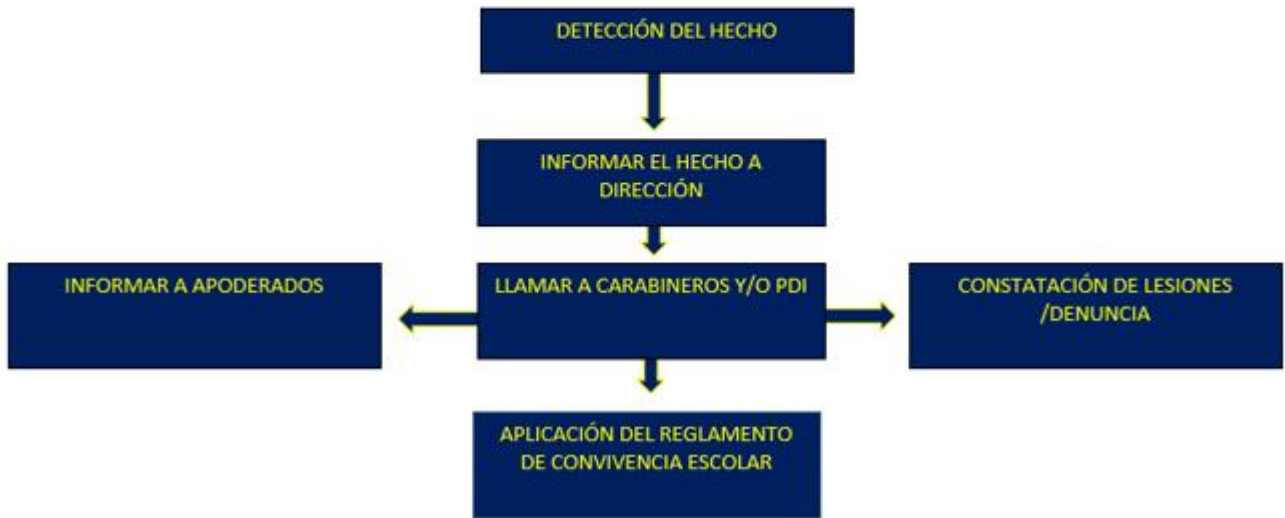 DETECCIÓN DEL HECHO
INFORMAR EL HECHO A
DIRECCIÓN
INFORMAR A APODERADOS
LLAMAR A CARABINEROS Y/O PDI
CONSTATACIÓN DE LESIONES
/DENUNCIA
APLICACIÓN DEL REGLAMENTO
DE CONVIVENCIA ESCOLAR